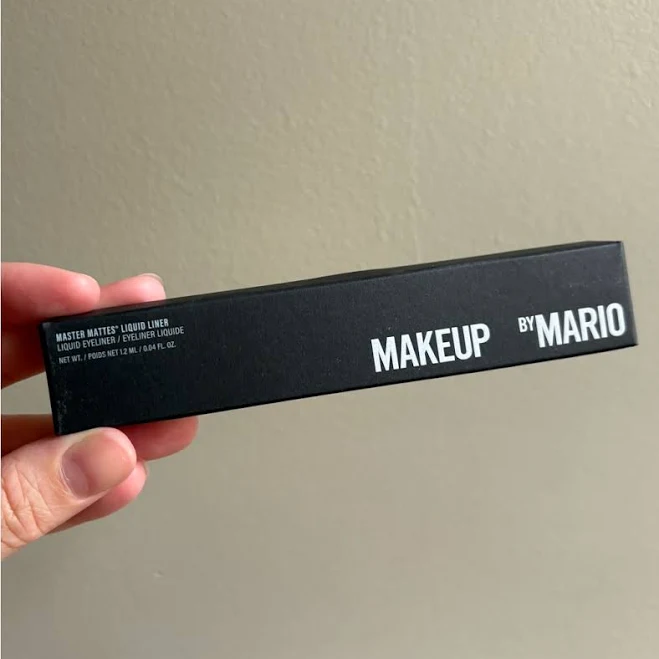 MASTER MATTES® LIQUID LINER
LIQUID EYELINER / EYELINER LIQUIDE
NET WT. / POIDS NET 1.2 ML / 0.04 FL. OZ.
MAKEUP BY MARIO